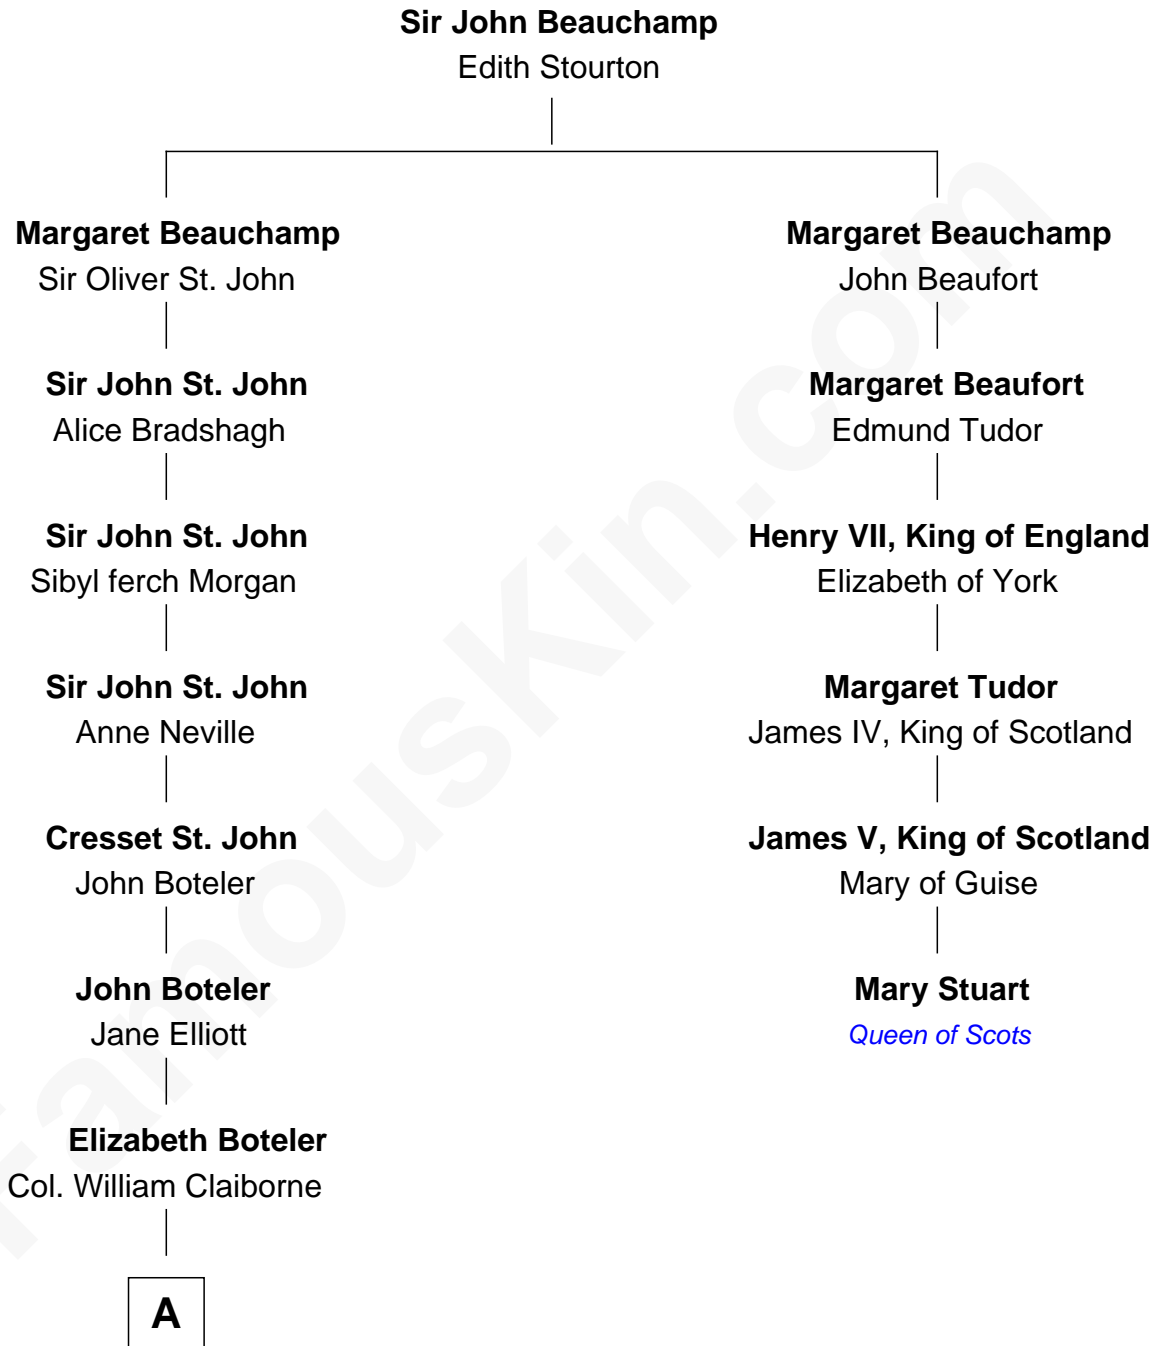 Sir John Beauchamp
Edith Stourton
Margaret Beauchamp
Sir Oliver St. John
Margaret Beauchamp
John Beaufort
Sir John St. John
Alice Bradshagh
Margaret Beaufort
Edmund Tudor
Sir John St. John
Sibyl ferch Morgan
Henry VII, King of England
Elizabeth of York
Sir John St. John
Anne Neville
Margaret Tudor
James IV, King of Scotland
Cresset St. John
John Boteler
James V, King of Scotland
Mary of Guise
John Boteler
Jane Elliott
Mary Stuart
Queen of Scots
Elizabeth Boteler
Col. William Claiborne
A
FamousKin.com